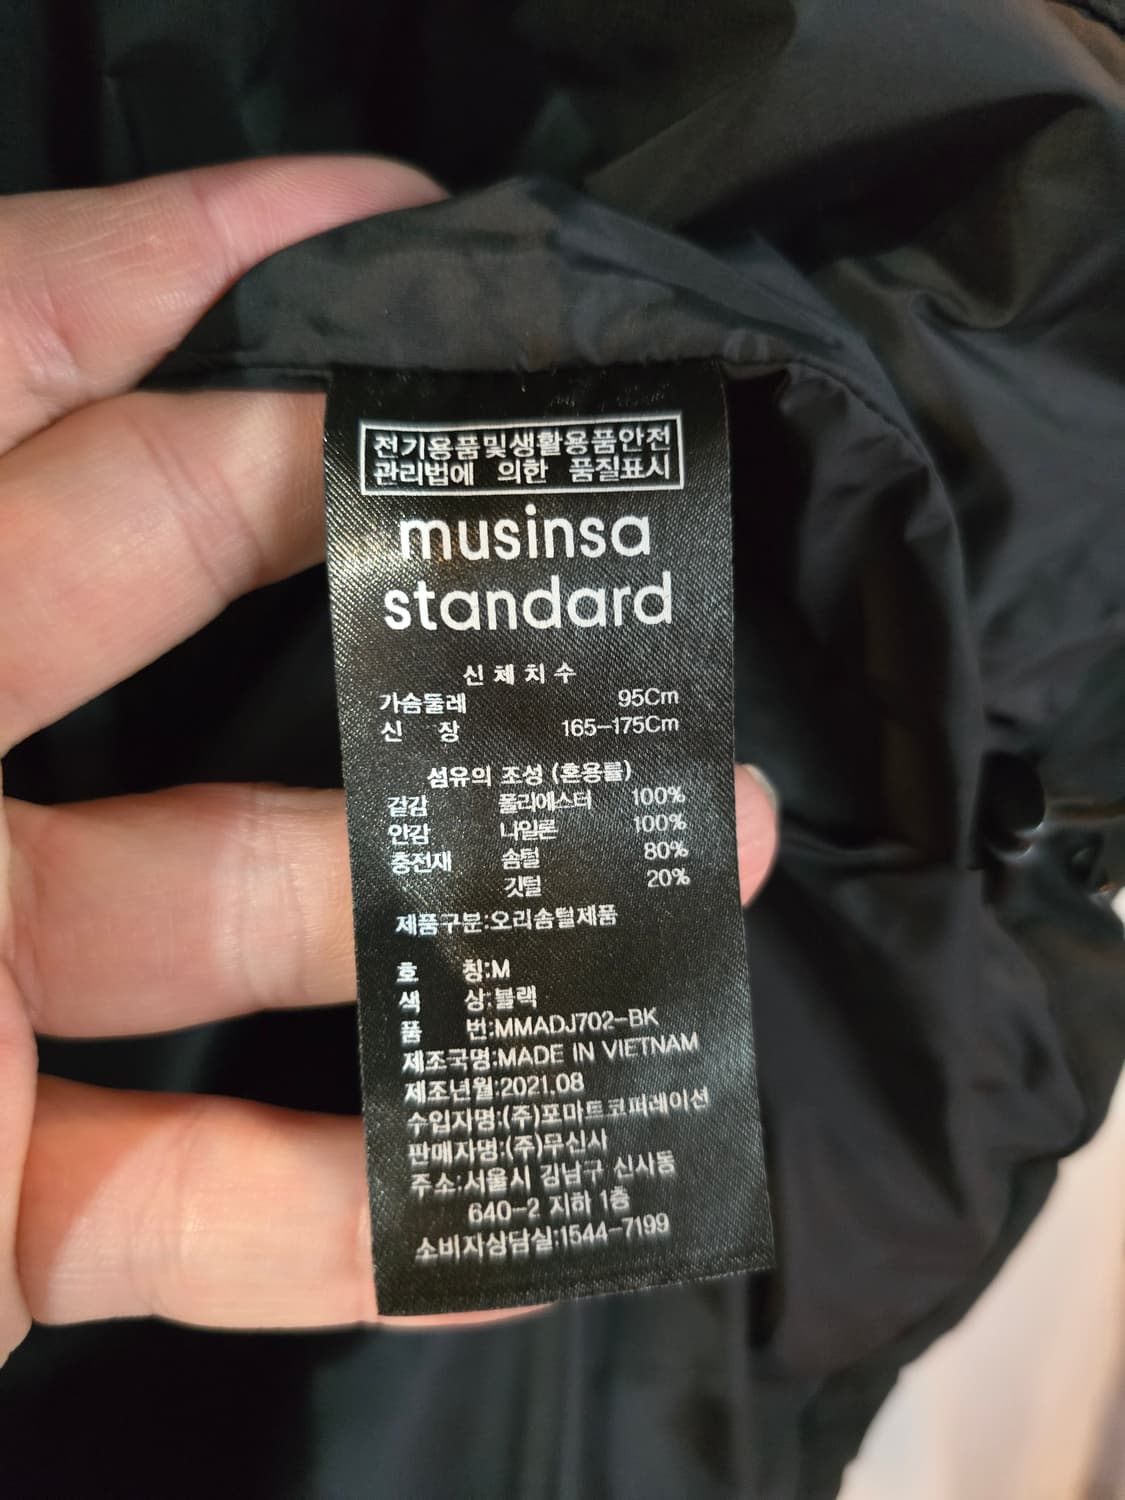 전기용품및생활용품안전
관리법에 의한 품질표시
musinsa
standard
신체치수
가슴둘레 95Cm
신 장 165-175Cm
섬유의 조성 (혼용률)
겉감 폴리에스터 100%
안감 나일론 100%
충전재 솜털 80%
깃털 20%
제품구분:오리솜털제품
호 칭:M
색 상:블랙
품 번:MMADJ702-BK
제조국명:MADE IN VIETNAM
제조년월:2021.08
수입자명:(주)포마트코퍼레이션
판매자명:(주)무신사
주소:서울시 강남구 신사동
640-2 지하 1층
소비자상담실:1544-7199